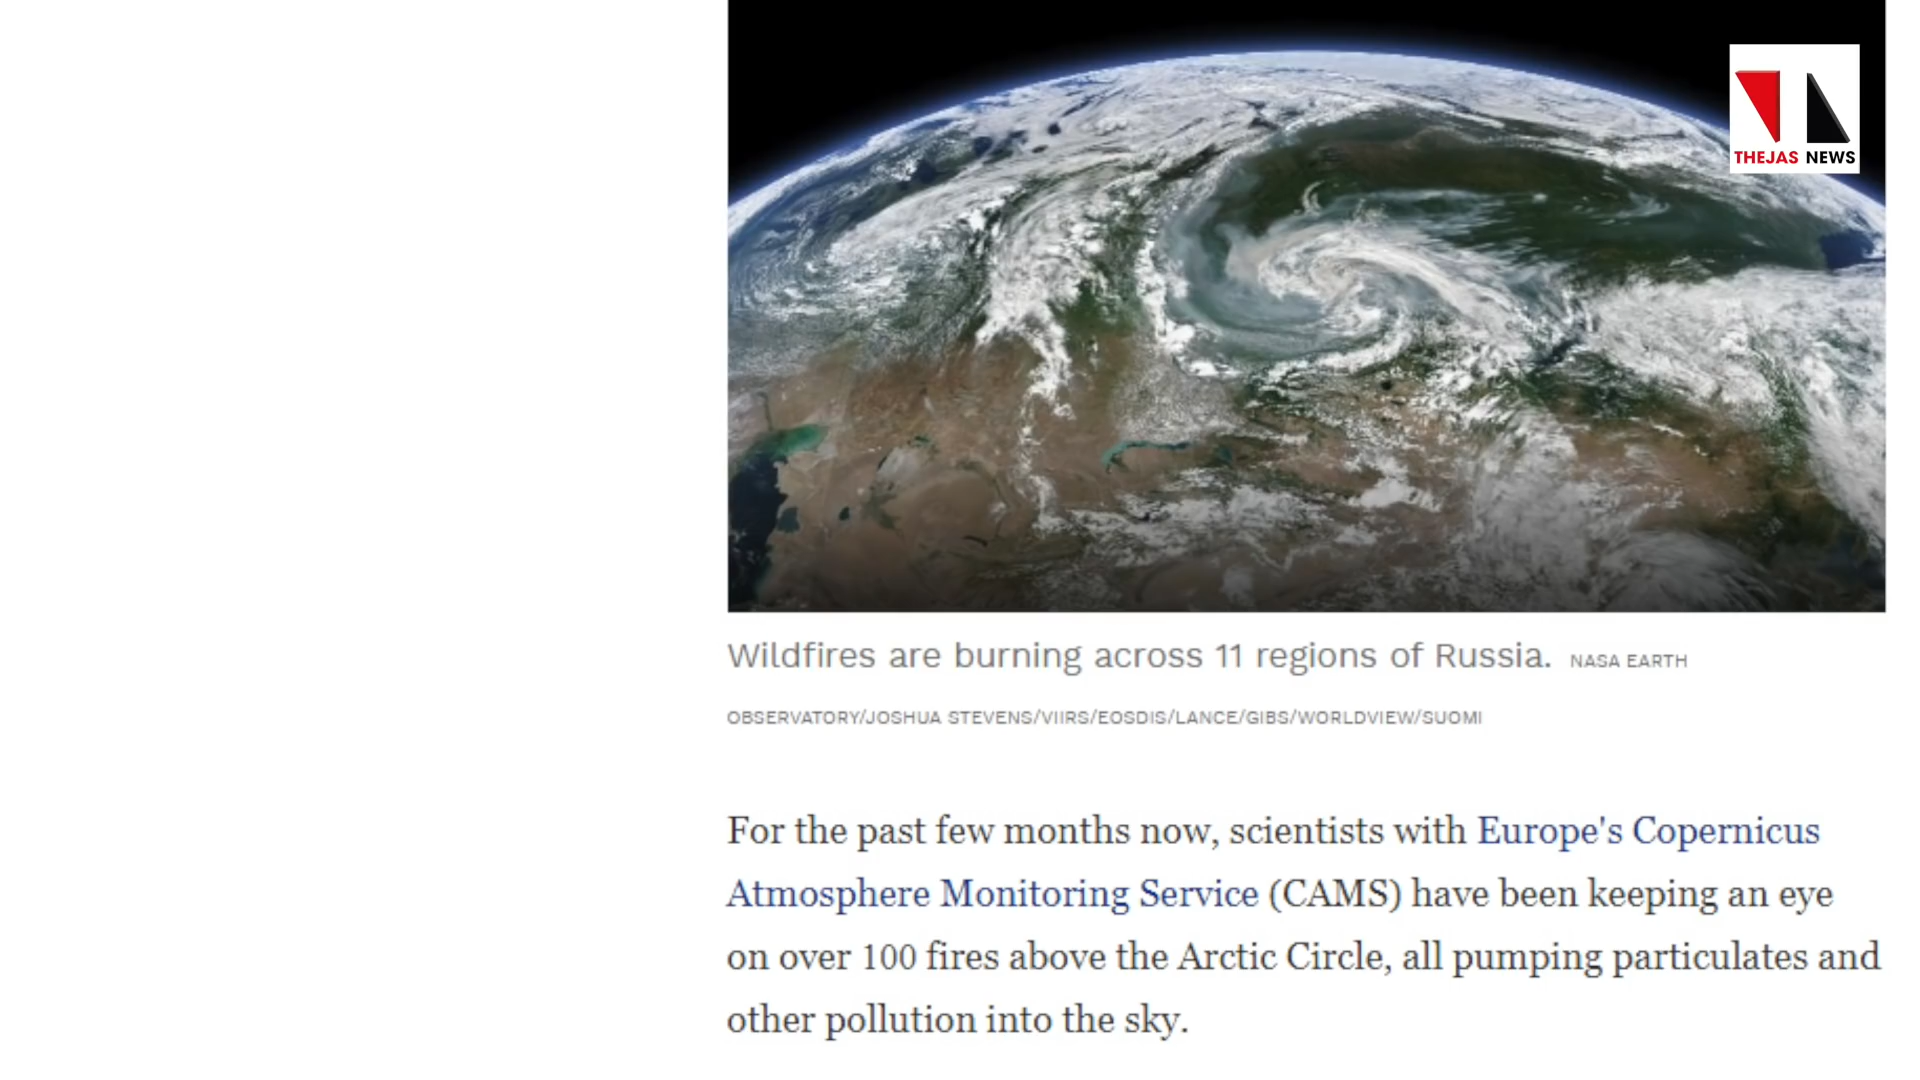 THEJAS NEWS
Wildfires are burning across 11 regions of Russia. NASA EARTH
OBSERVATORY/JOSHUA STEVENS/VIIRS/EOSDIS/LANCE/GIBS/WORLDVIEW/SUOMI
For the past few months now, scientists with Europe's Copernicus
Atmosphere Monitoring Service (CAMS) have been keeping an eye
on over 100 fires above the Arctic Circle, all pumping particulates and
other pollution into the sky.